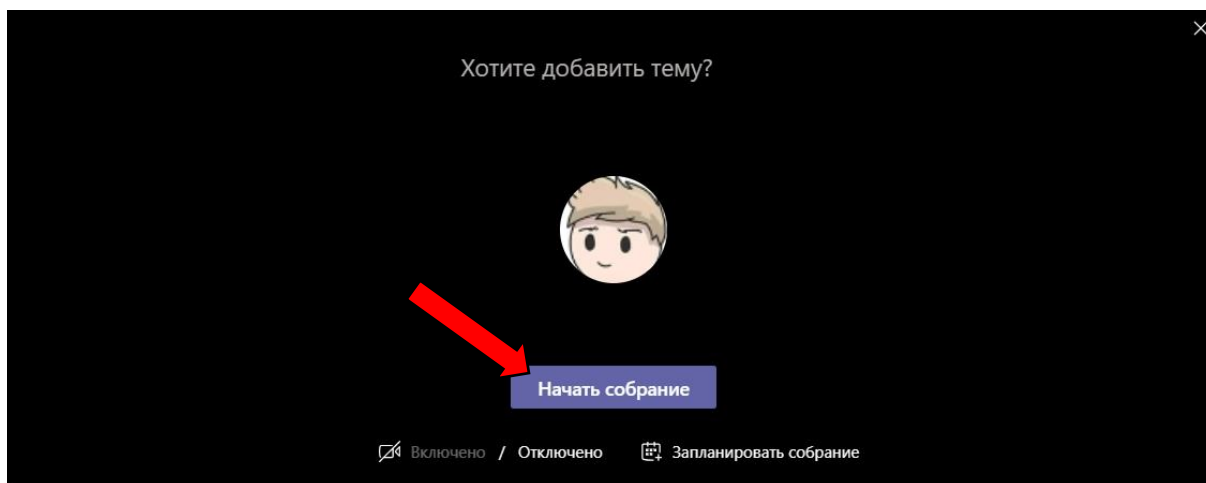 Хотите добавить тему?
Начать собрание
Включено / Отключено Запланировать собрание